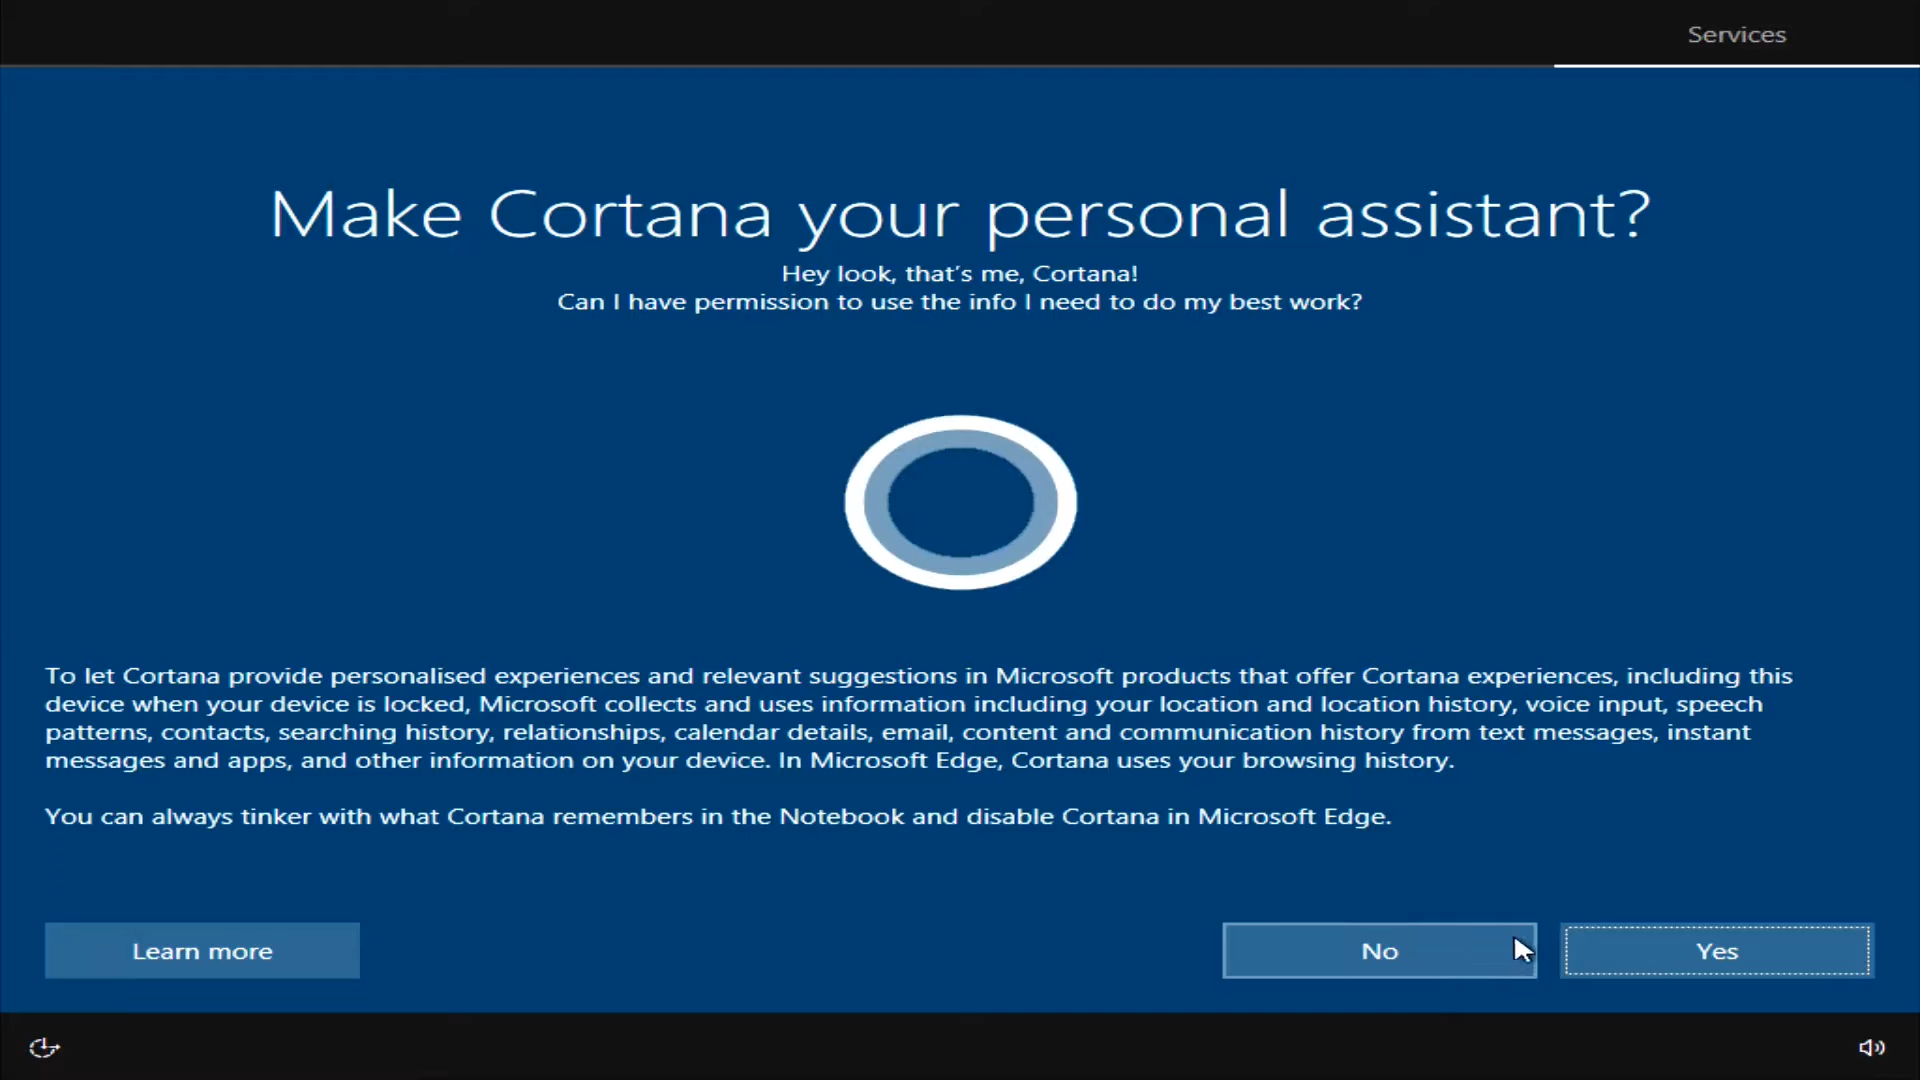 Services
Make Cortana your personal assistant?
Hey look, that's me, Cortana!
Can I have permission to use the info I need to do my best work?
To let Cortana provide personalised experiences and relevant suggestions in Microsoft products that offer Cortana experiences, including this
device when your device is locked, Microsoft collects and uses information including your location and location history, voice input, speech
patterns, contacts, searching history, relationships, calendar details, email, content and communication history from text messages, instant
messages and apps, and other information on your device. In Microsoft Edge, Cortana uses your browsing history.
You can always tinker with what Cortana remembers in the Notebook and disable Cortana in Microsoft Edge.
Learn more
No
Yes